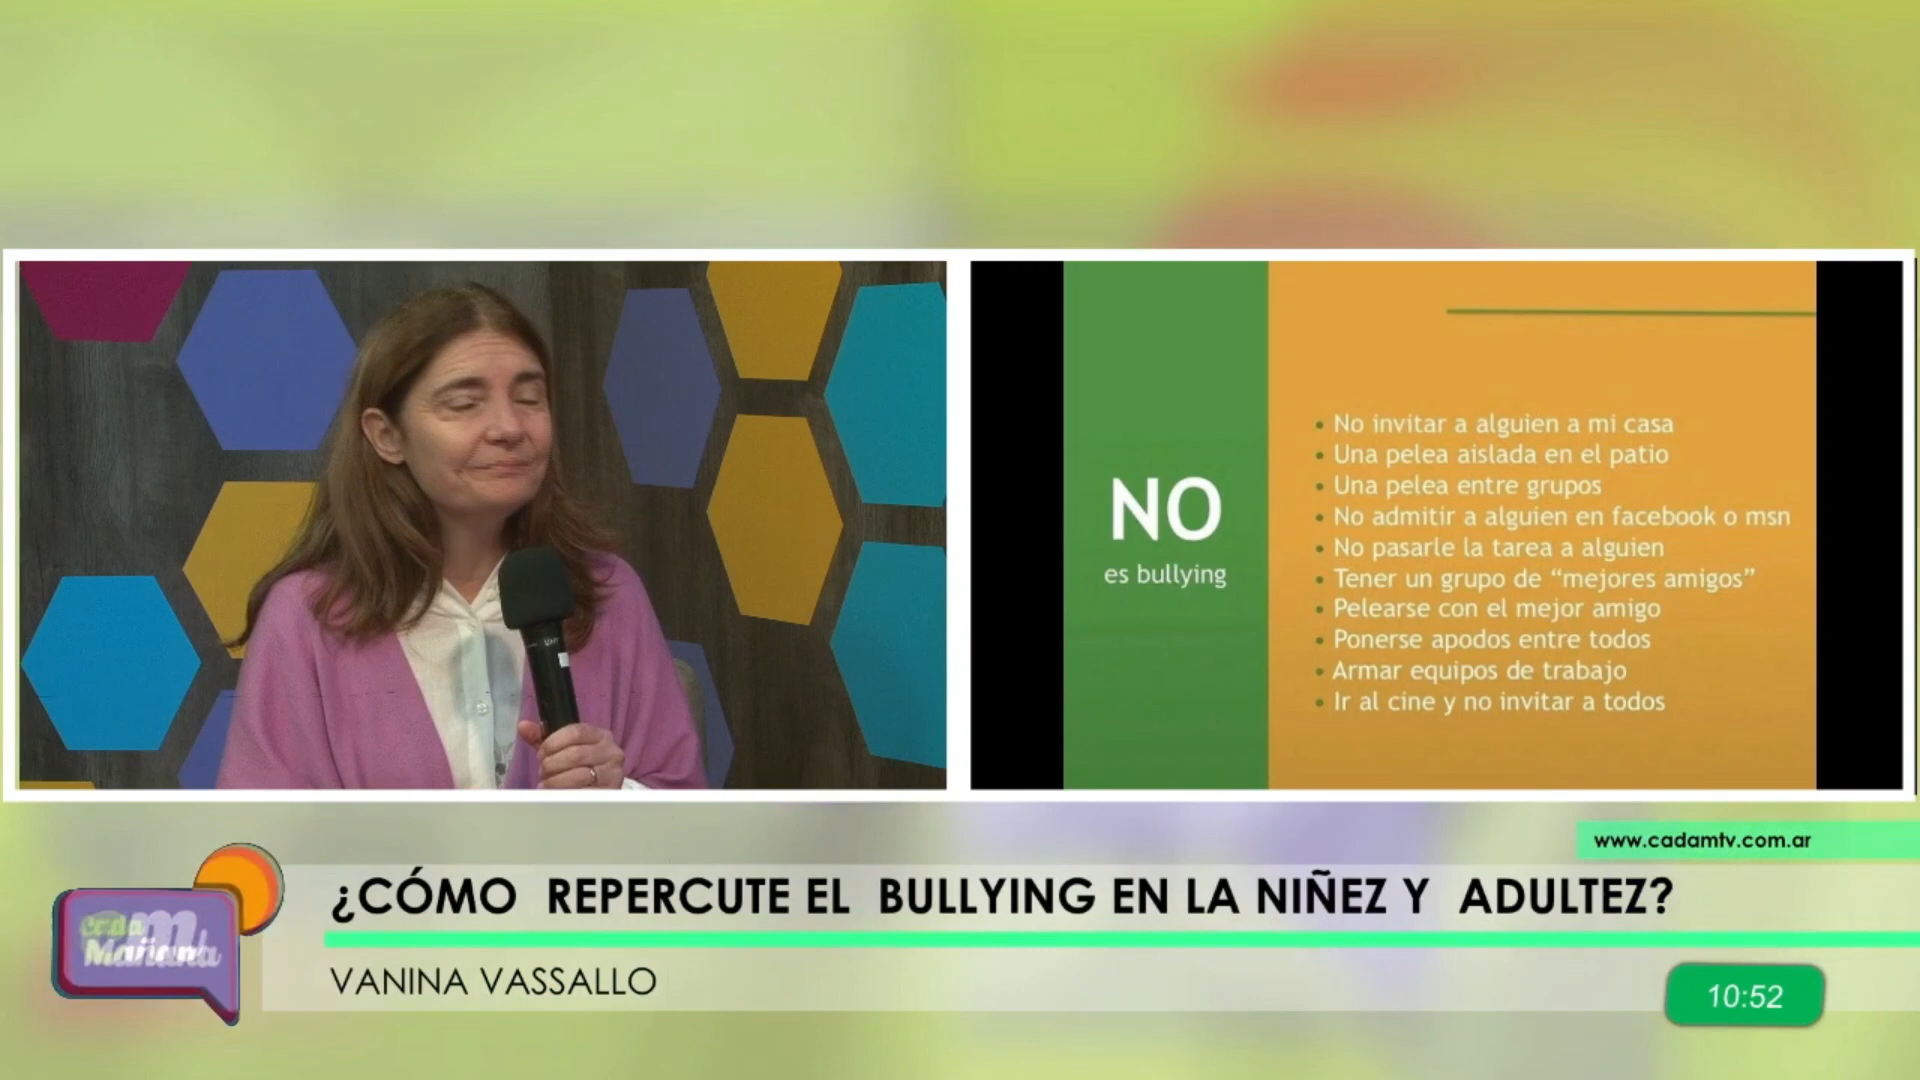 NO
es bullying
• No invitar a alguien a mi casa
• Una pelea aislada en el patio
• Una pelea entre grupos
• No admitir a alguien en facebook o msn
• No pasarle la tarea a alguien
• Tener un grupo de “mejores amigos”
• Pelearse con el mejor amigo
• Ponerse apodos entre todos
• Armar equipos de trabajo
• Ir al cine y no invitar a todos
www.cadamtv.com.ar
¿CÓMO REPERCUTE EL BULLYING EN LA NIÑEZ Y ADULTEZ?
cada
Mañana
VANINA VASSALLO
10:52